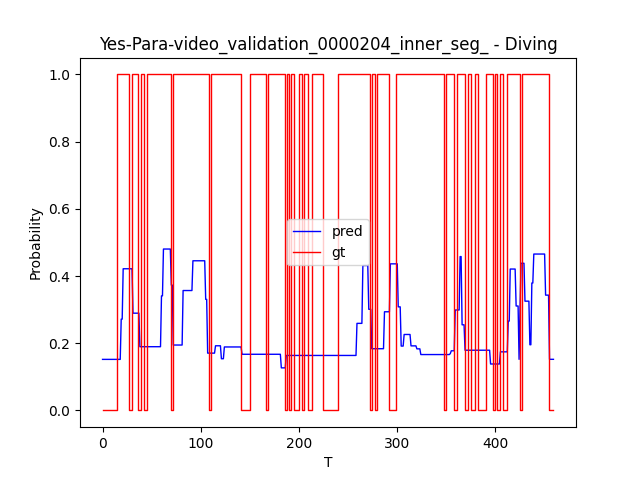 Yes-Para-video_validation_0000204_inner_seg_ - Diving
1.0
0.8
0.6
0.4
0.2
0.0
Probability
pred
gt
0
100
200
300
400
T